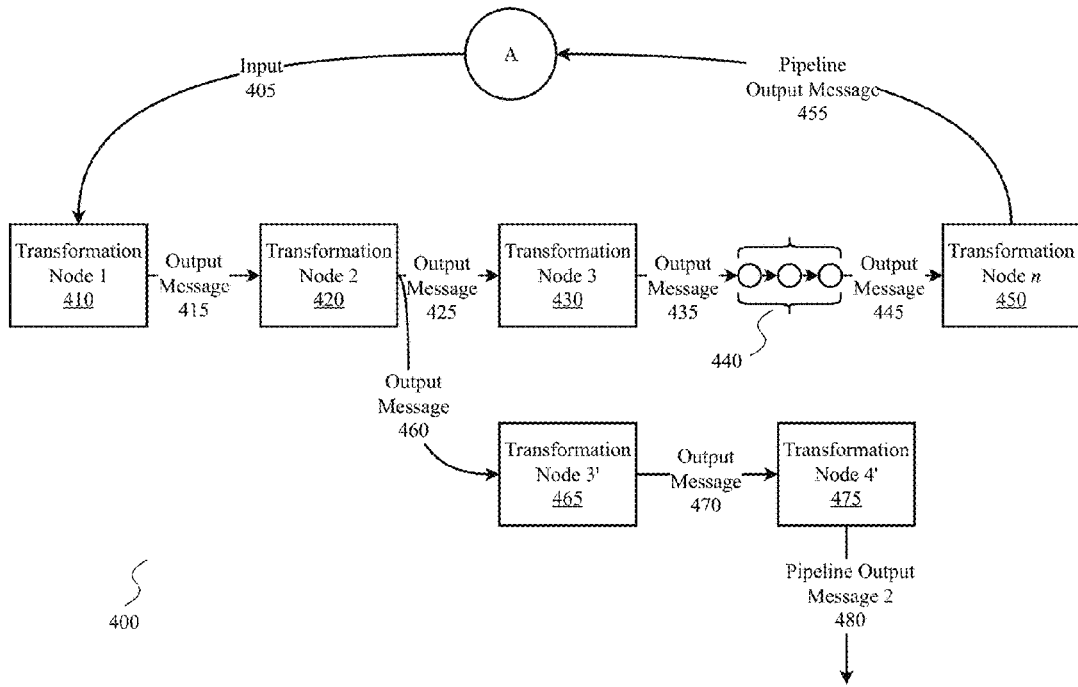 A
Input
405
Pipeline
Output Message
455
Transformation
Node 1
410
Output
Message
415
Transformation
Node 2
420
Output
Message
425
Transformation
Node 3
430
Output
Message
435
440
Output
Message
445
Transformation
Node n
450
Output
Message
460
Transformation
Node 3'
465
Output
Message
470
Transformation
Node 4'
475
Pipeline Output
Message 2
480
400